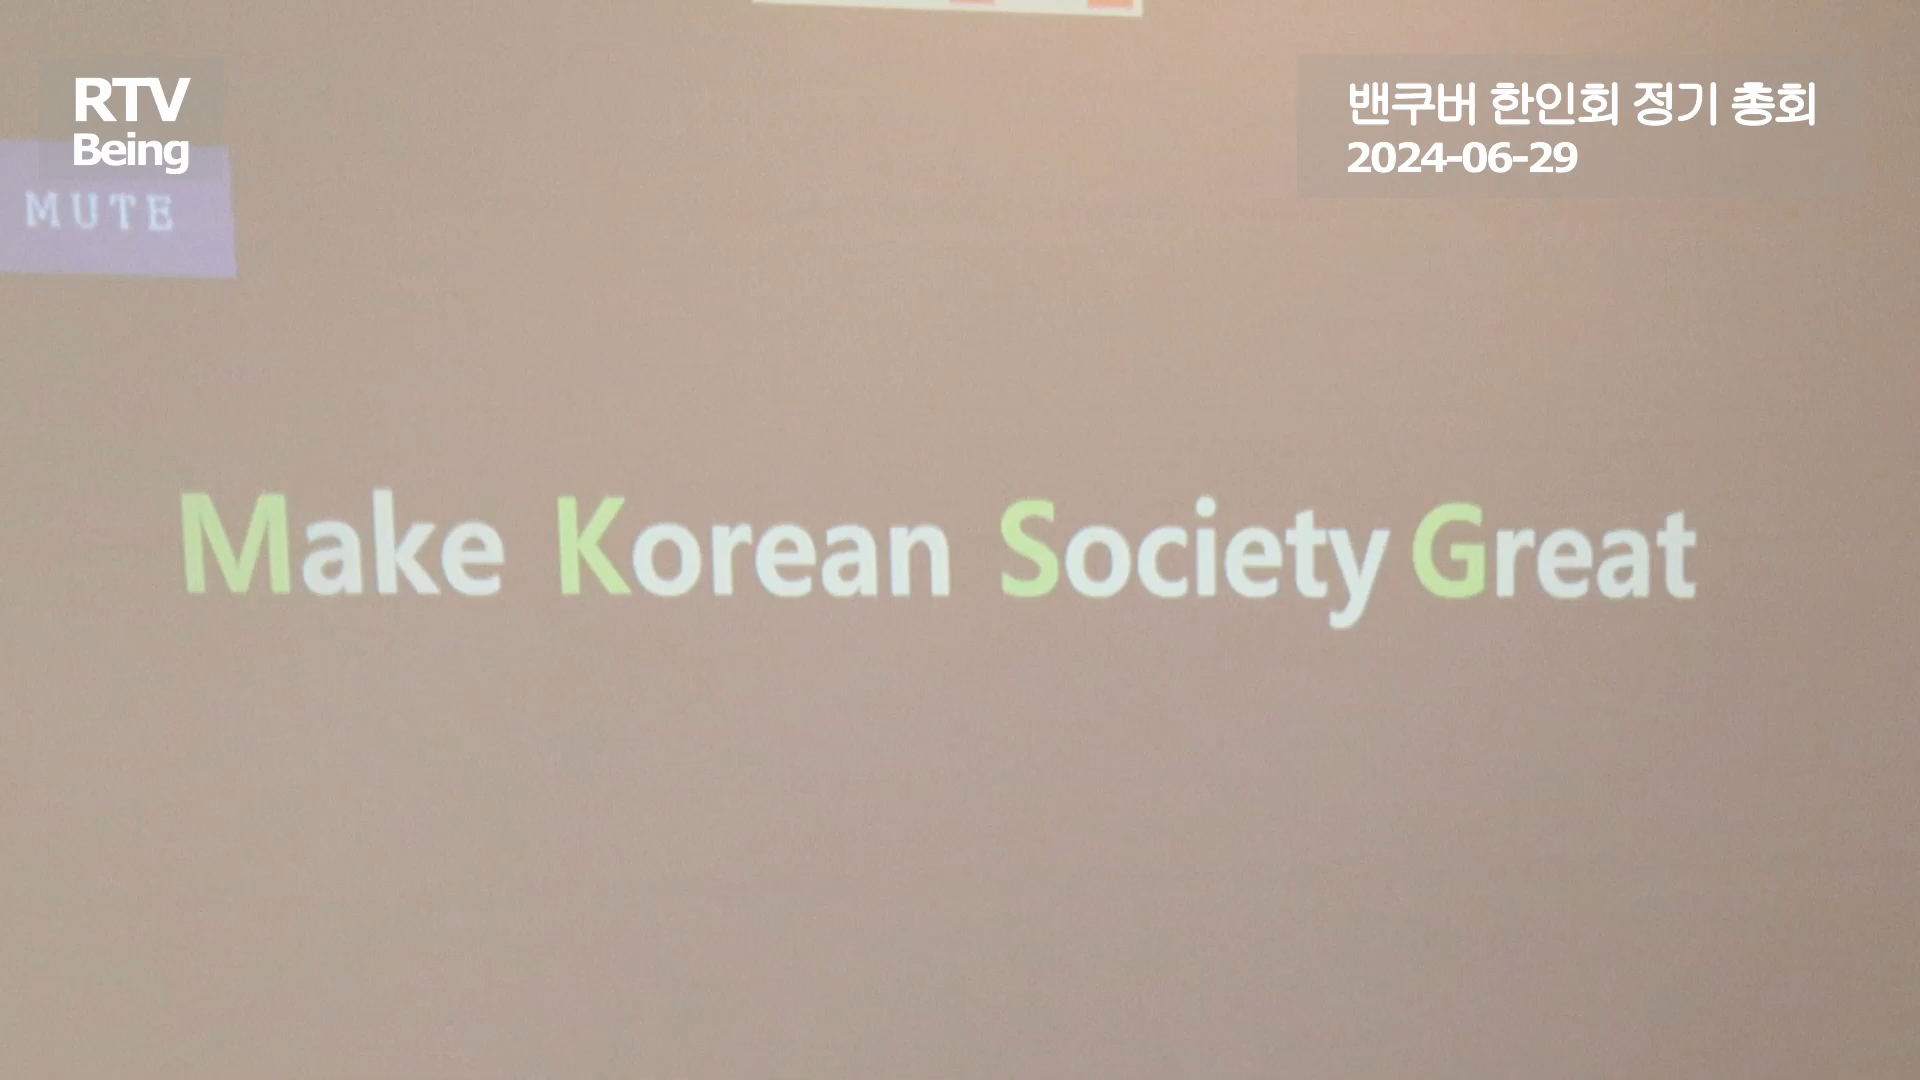 RTV
Being
밴쿠버 한인회 정기 총회
2024-06-29
MUTE
Make Korean Society Great